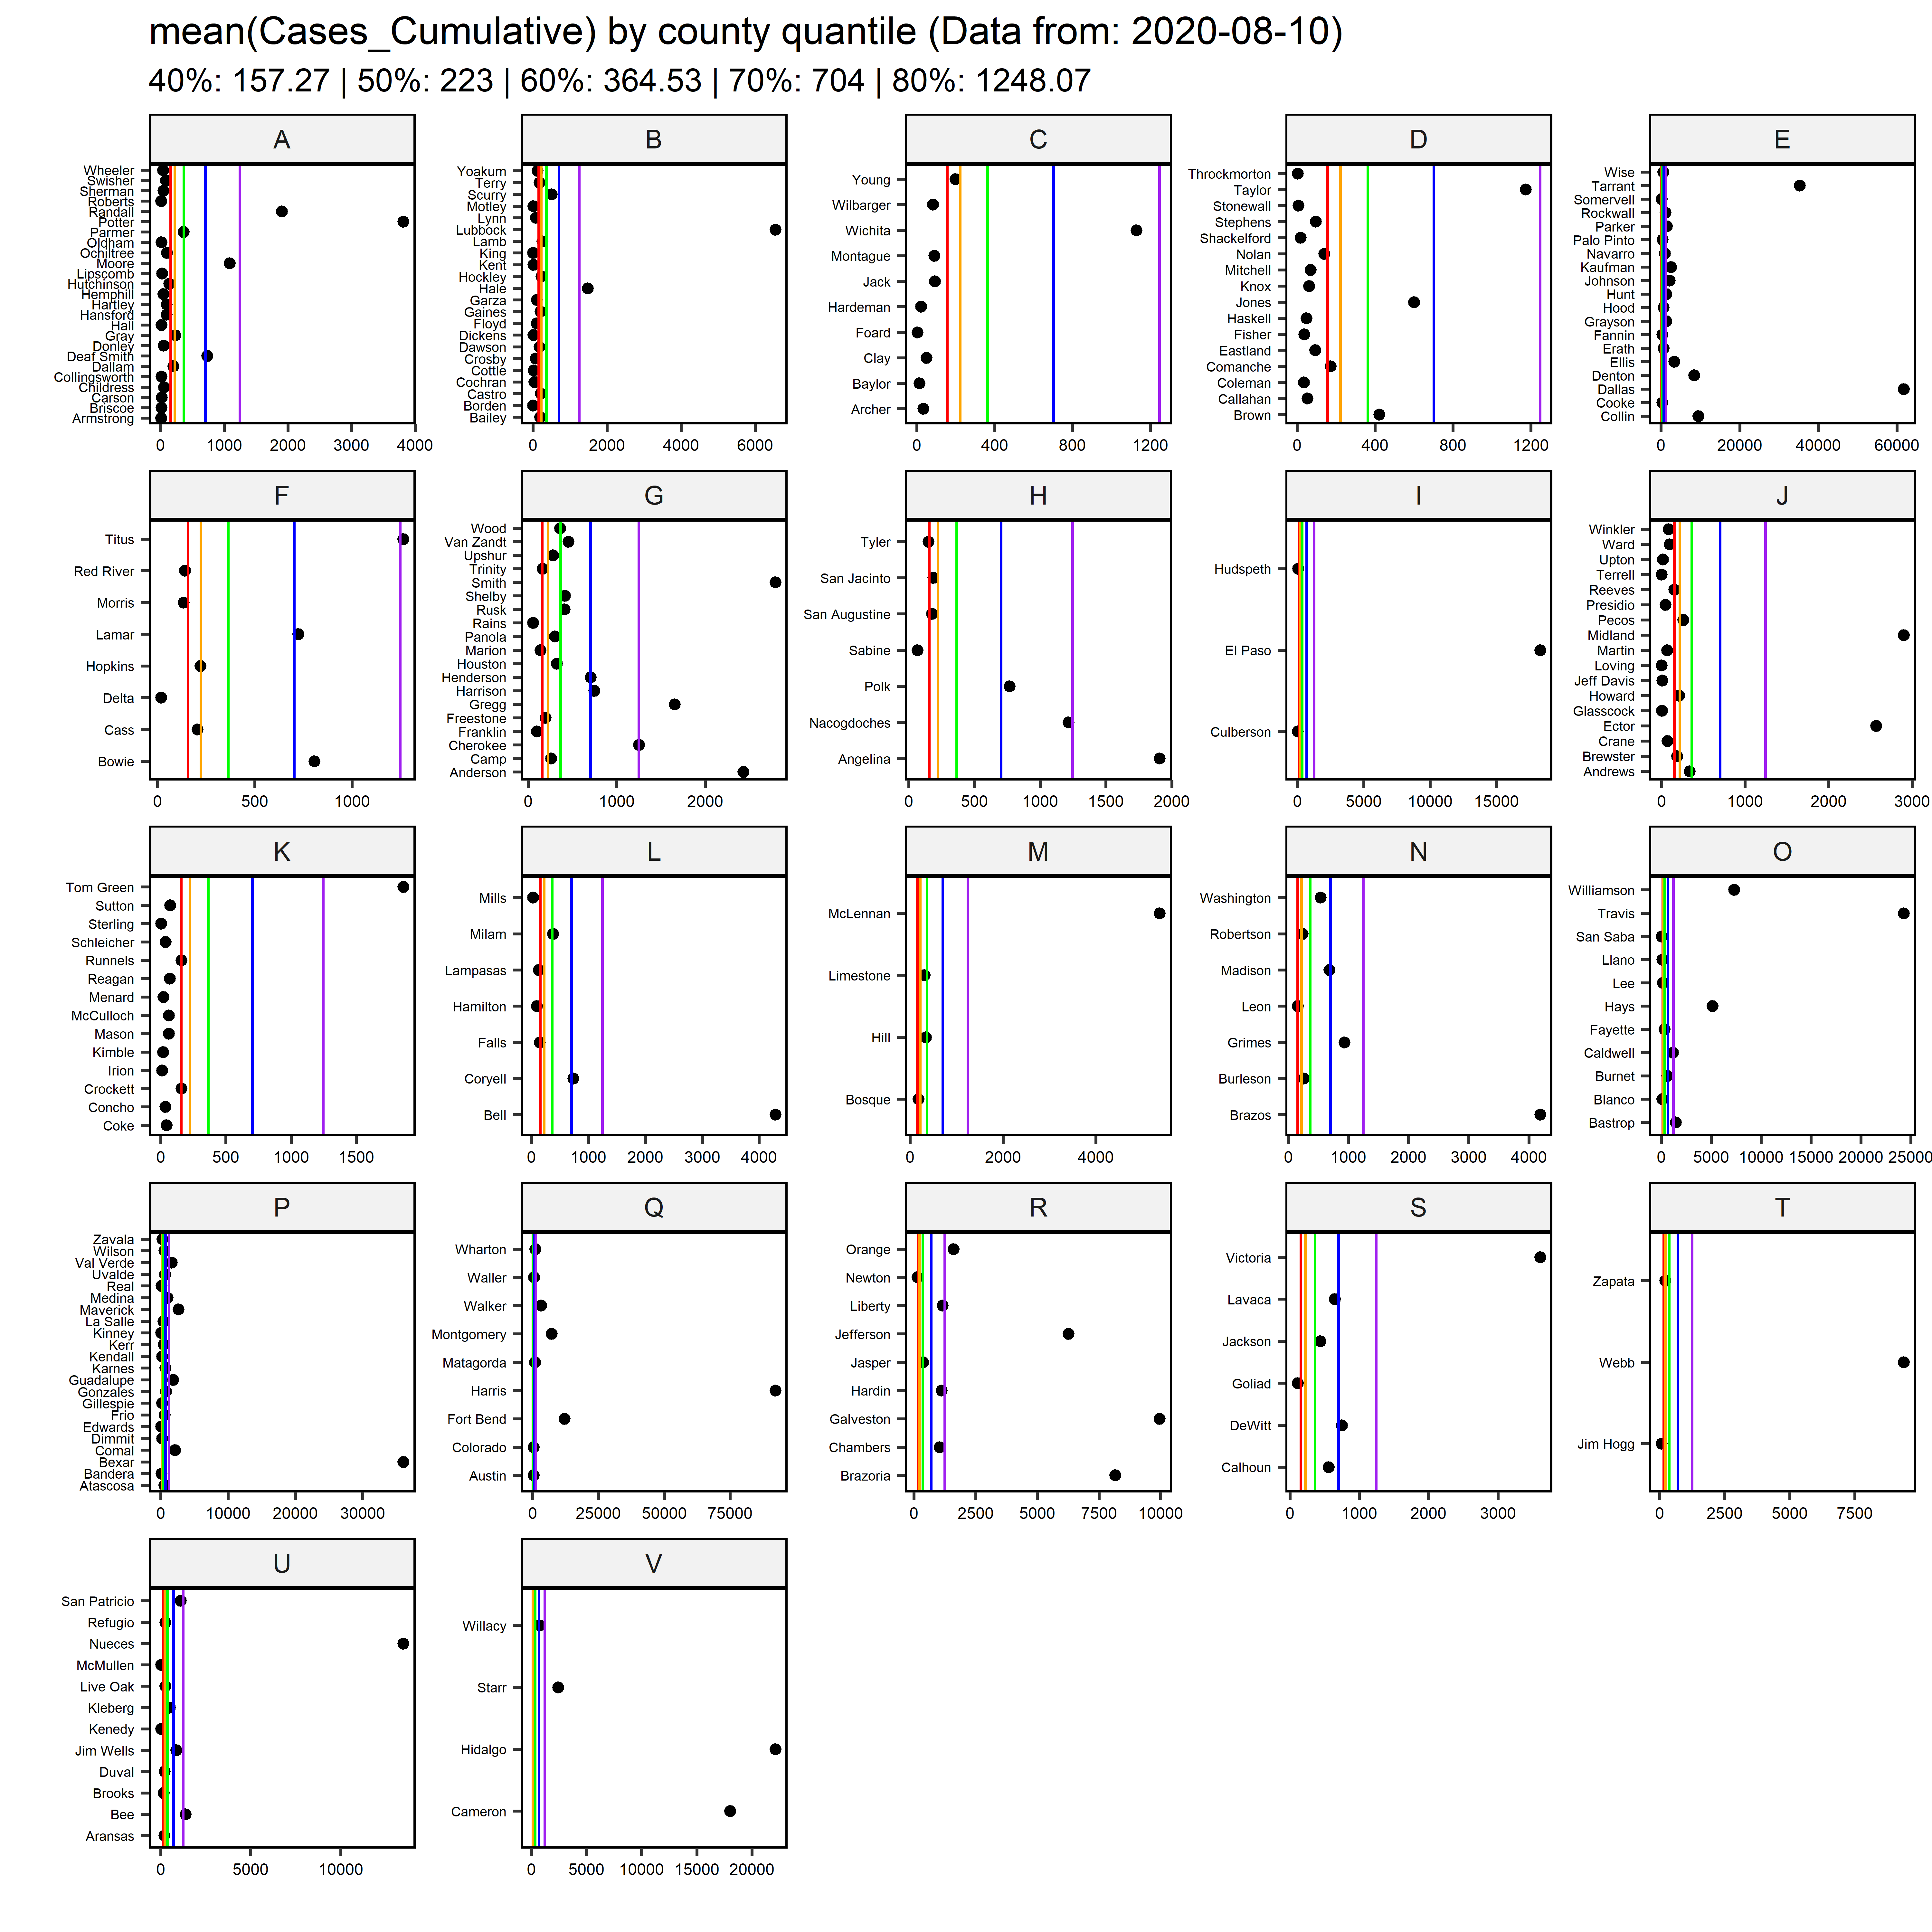 mean(Cases_Cumulative) by county quantile (Data from: 2020-08-10)
40%: 157.27 | 50%: 223 | 60%: 364.53 | 70%: 704 | 80%: 1248.07
A
Wheeler
Swisher
Sherman
Roberts
Randall
Potter
Parmer
Oldham
Ochiltree
Moore
Lipscomb
Hutchinson
Hemphill
Hartley
Hansford
Hall
Gray
Donley
Deaf Smith
Dallam
Collingsworth
Childress
Carson
Briscoe
Armstrong
0 1000 2000 3000 4000
B
Yoakum
Terry
Scurry
Motley
Lynn
Lubbock
Lamb
King
Kent
Hockley
Hale
Garza
Gaines
Floyd
Dickens
Dawson
Crosby
Cottle
Cochran
Castro
Borden
Bailey
0 2000 4000 6000
C
Young
Wilbarger
Wichita
Montague
Jack
Hardeman
Foard
Clay
Baylor
Archer
0 400 800 1200
D
Throckmorton
Taylor
Stonewall
Stephens
Shackelford
Nolan
Mitchell
Knox
Jones
Haskell
Fisher
Eastland
Comanche
Coleman
Callahan
Brown
0 400 800 1200
E
Wise
Tarrant
Somervell
Rockwall
Parker
Palo Pinto
Navarro
Kaufman
Johnson
Hunt
Hood
Grayson
Fannin
Erath
Ellis
Denton
Dallas
Cooke
Collin
0 20000 40000 60000
F
Titus
Red River
Morris
Lamar
Hopkins
Delta
Cass
Bowie
0 500 1000
G
Wood
Van Zandt
Upshur
Trinity
Smith
Shelby
Rusk
Rains
Panola
Marion
Houston
Henderson
Harrison
Gregg
Freestone
Franklin
Cherokee
Camp
Anderson
0 1000 2000
H
Tyler
San Jacinto
San Augustine
Sabine
Polk
Nacogdoches
Angelina
0 500 1000 1500 2000
I
Hudspeth
El Paso
Culberson
0 5000 10000 15000
J
Winkler
Ward
Upton
Terrell
Reeves
Presidio
Pecos
Midland
Martin
Loving
Jeff Davis
Howard
Glasscock
Ector
Crane
Brewster
Andrews
0 1000 2000 3000
K
Tom Green
Sutton
Sterling
Schleicher
Runnels
Reagan
Menard
McCulloch
Mason
Kimble
Irion
Crockett
Concho
Coke
0 500 1000 1500
L
Mills
Milam
Lampasas
Hamilton
Falls
Coryell
Bell
0 1000 2000 3000 4000
M
McLennan
Limestone
Hill
Bosque
0 2000 4000
N
Washington
Robertson
Madison
Leon
Grimes
Burleson
Brazos
0 1000 2000 3000 4000
O
Williamson
Travis
San Saba
Llano
Lee
Hays
Fayette
Caldwell
Burnet
Blanco
Bastrop
0 5000 10000 15000 20000 25000
P
Zavala
Wilson
Val Verde
Uvalde
Real
Medina
Maverick
La Salle
Kinney
Kerr
Kendall
Karnes
Guadalupe
Gonzales
Gillespie
Frio
Edwards
Dimmit
Comal
Bexar
Bandera
Atascosa
0 10000 20000 30000
Q
Wharton
Waller
Walker
Montgomery
Matagorda
Harris
Fort Bend
Colorado
Austin
0 25000 50000 75000
R
Orange
Newton
Liberty
Jefferson
Jasper
Hardin
Galveston
Chambers
Brazoria
0 2500 5000 7500 10000
S
Victoria
Lavaca
Jackson
Goliad
DeWitt
Calhoun
0 1000 2000 3000
T
Zapata
Webb
Jim Hogg
0 2500 5000 7500
U
San Patricio
Refugio
Nueces
McMullen
Live Oak
Kleberg
Kenedy
Jim Wells
Duval
Brooks
Bee
Aransas
0 5000 10000
V
Willacy
Starr
Hidalgo
Cameron
0 5000 10000 15000 20000